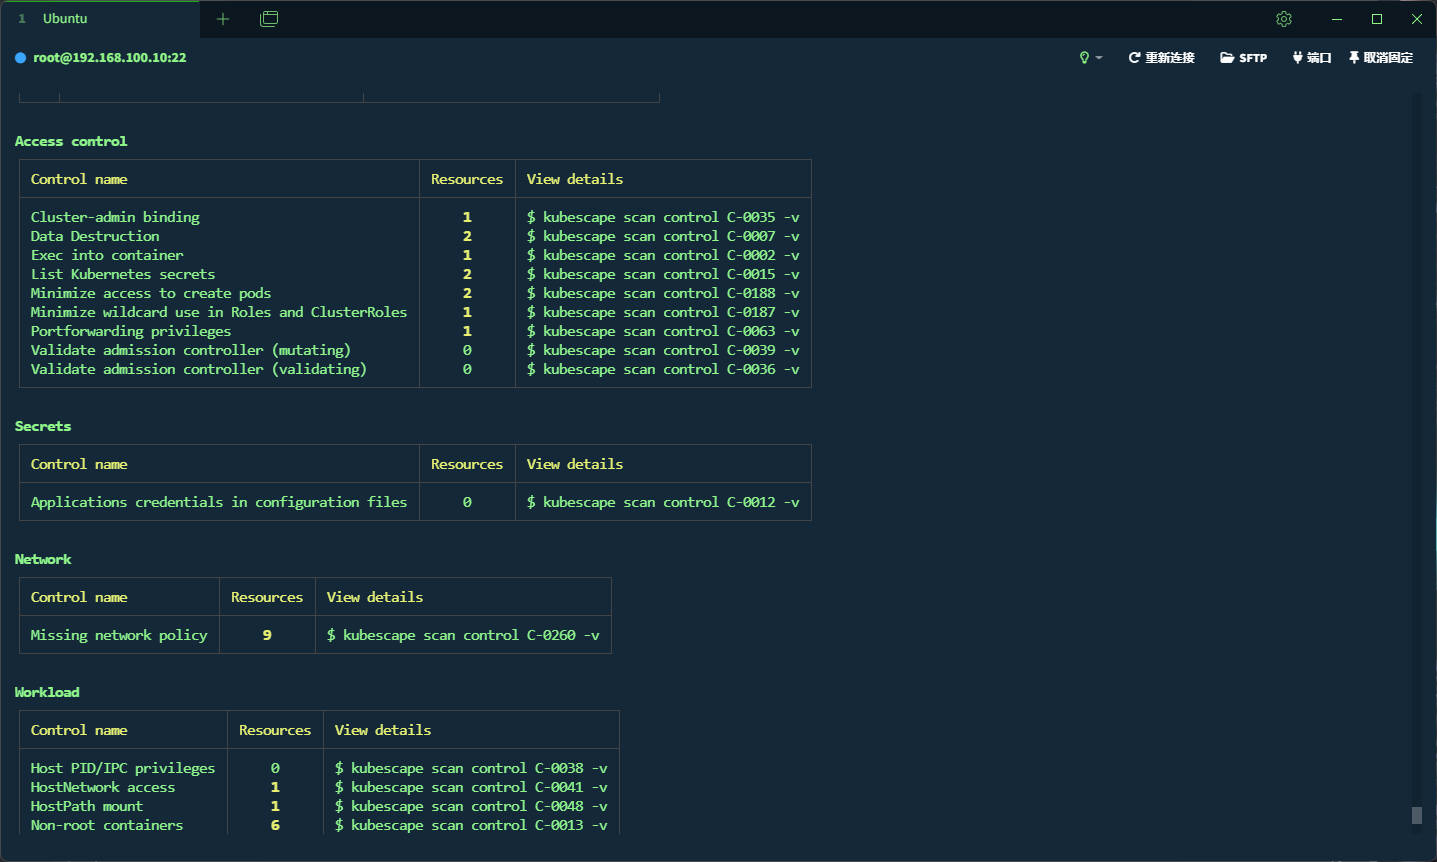 1 Ubuntu
root@192.168.100.10:22 重新连接 SFTP 端口 取消固定
Access control
Control name Resources View details
Cluster-admin binding 1 $ kubescape scan control C-0035 -v
Data Destruction 2 $ kubescape scan control C-0007 -v
Exec into container 1 $ kubescape scan control C-0002 -v
List Kubernetes secrets 2 $ kubescape scan control C-0015 -v
Minimize access to create pods 2 $ kubescape scan control C-0188 -v
Minimize wildcard use in Roles and ClusterRoles 1 $ kubescape scan control C-0187 -v
Portforwarding privileges 1 $ kubescape scan control C-0063 -v
Validate admission controller (mutating) 0 $ kubescape scan control C-0039 -v
Validate admission controller (validating) 0 $ kubescape scan control C-0036 -v
Secrets
Control name Resources View details
Applications credentials in configuration files 0 $ kubescape scan control C-0012 -v
Network
Control name Resources View details
Missing network policy 9 $ kubescape scan control C-0260 -v
Workload
Control name Resources View details
Host PID/IPC privileges 0 $ kubescape scan control C-0038 -v
HostNetwork access 1 $ kubescape scan control C-0041 -v
HostPath mount 1 $ kubescape scan control C-0048 -v
Non-root containers 6 $ kubescape scan control C-0013 -v